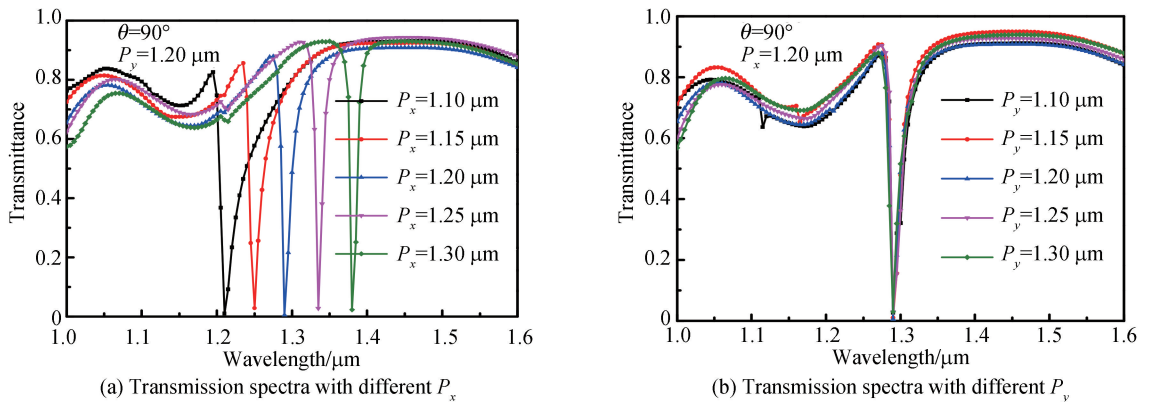 1.0
0.8
0.6
0.4
0.2
0
Transmittance
θ=90°
P_y=1.20 μm
P_x=1.10 μm
P_x=1.15 μm
P_x=1.20 μm
P_x=1.25 μm
P_x=1.30 μm
1.0 1.1 1.2 1.3 1.4 1.5 1.6
Wavelength/μm
(a) Transmission spectra with different P_x
1.0
0.8
0.6
0.4
0.2
0
Transmittance
θ=90°
P_x=1.20 μm
P_y=1.10 μm
P_y=1.15 μm
P_y=1.20 μm
P_y=1.25 μm
P_y=1.30 μm
1.0 1.1 1.2 1.3 1.4 1.5 1.6
Wavelength/μm
(b) Transmission spectra with different P_y